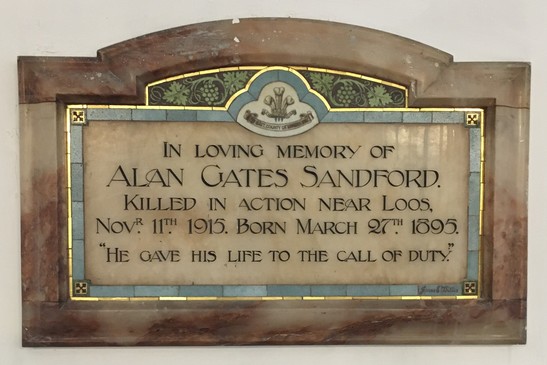 IN LOVING MEMORY OF
ALAN GATES SANDFORD.
KILLED IN ACTION NEAR LOOS,
NOVR. 11TH 1915. BORN MARCH 27TH 1895.
"HE GAVE HIS LIFE TO THE CALL OF DUTY."